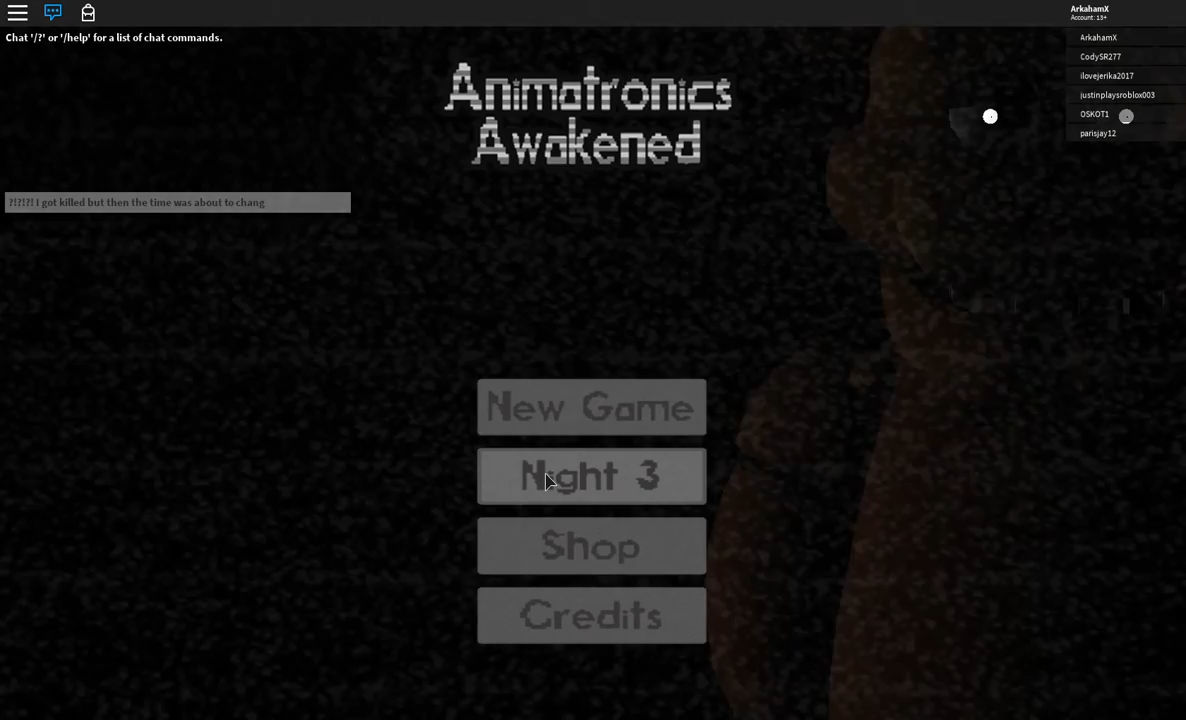 ArkahamX
Account: 13+
Chat '/?' or '/help' for a list of chat commands.
ArkahamX
CodySR277
ilovejerika2017
justinplaysroblox003
OSKOT1
parisjay12
Animatronics
Awakened
?!?!?! I got killed but then the time was about to chang
New Game
Night 3
Shop
Credits